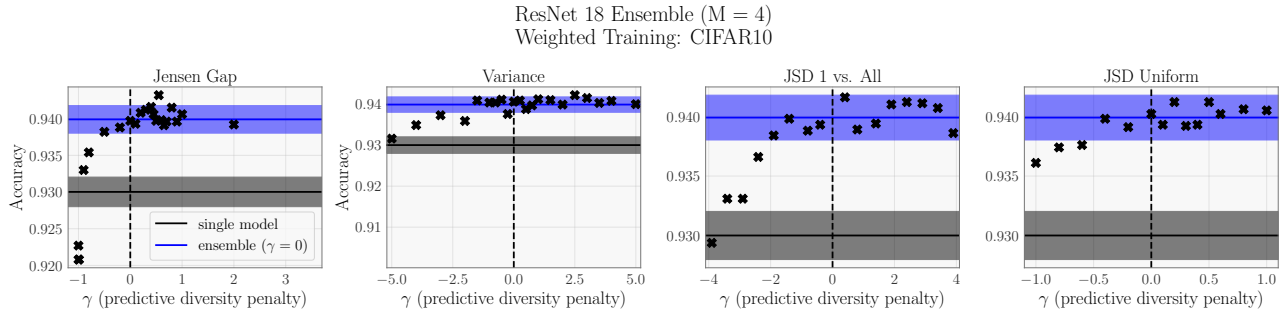 ResNet 18 Ensemble (M = 4)
Weighted Training: CIFAR10
Jensen Gap
Accuracy
0.940
0.935
0.930
0.925
0.920
single model
ensemble (γ = 0)
−1 0 1 2 3
γ (predictive diversity penalty)
Variance
Accuracy
0.94
0.93
0.92
0.91
−5.0 −2.5 0.0 2.5 5.0
γ (predictive diversity penalty)
JSD 1 vs. All
0.940
0.935
0.930
−4 −2 0 2 4
γ (predictive diversity penalty)
JSD Uniform
0.940
0.935
0.930
−1.0 −0.5 0.0 0.5 1.0
γ (predictive diversity penalty)